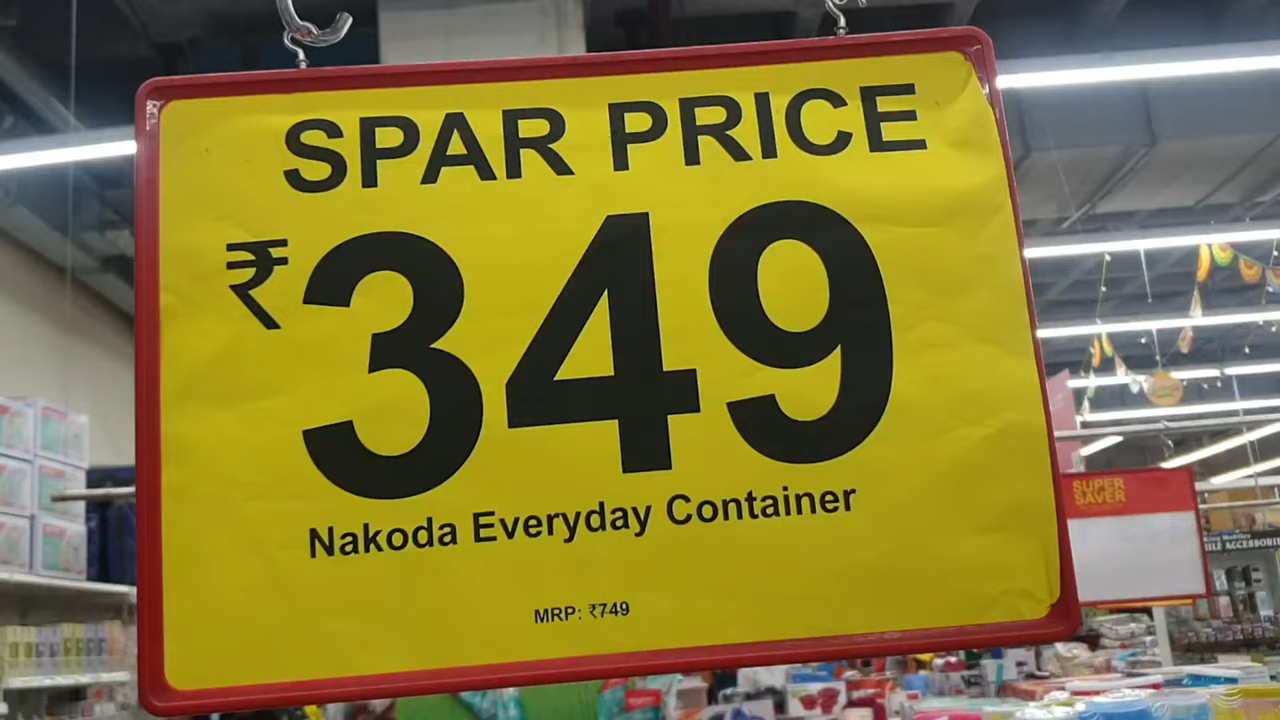 SPAR PRICE
₹349
Nakoda Everyday Container
MRP: ₹749
SUPER
SAVER